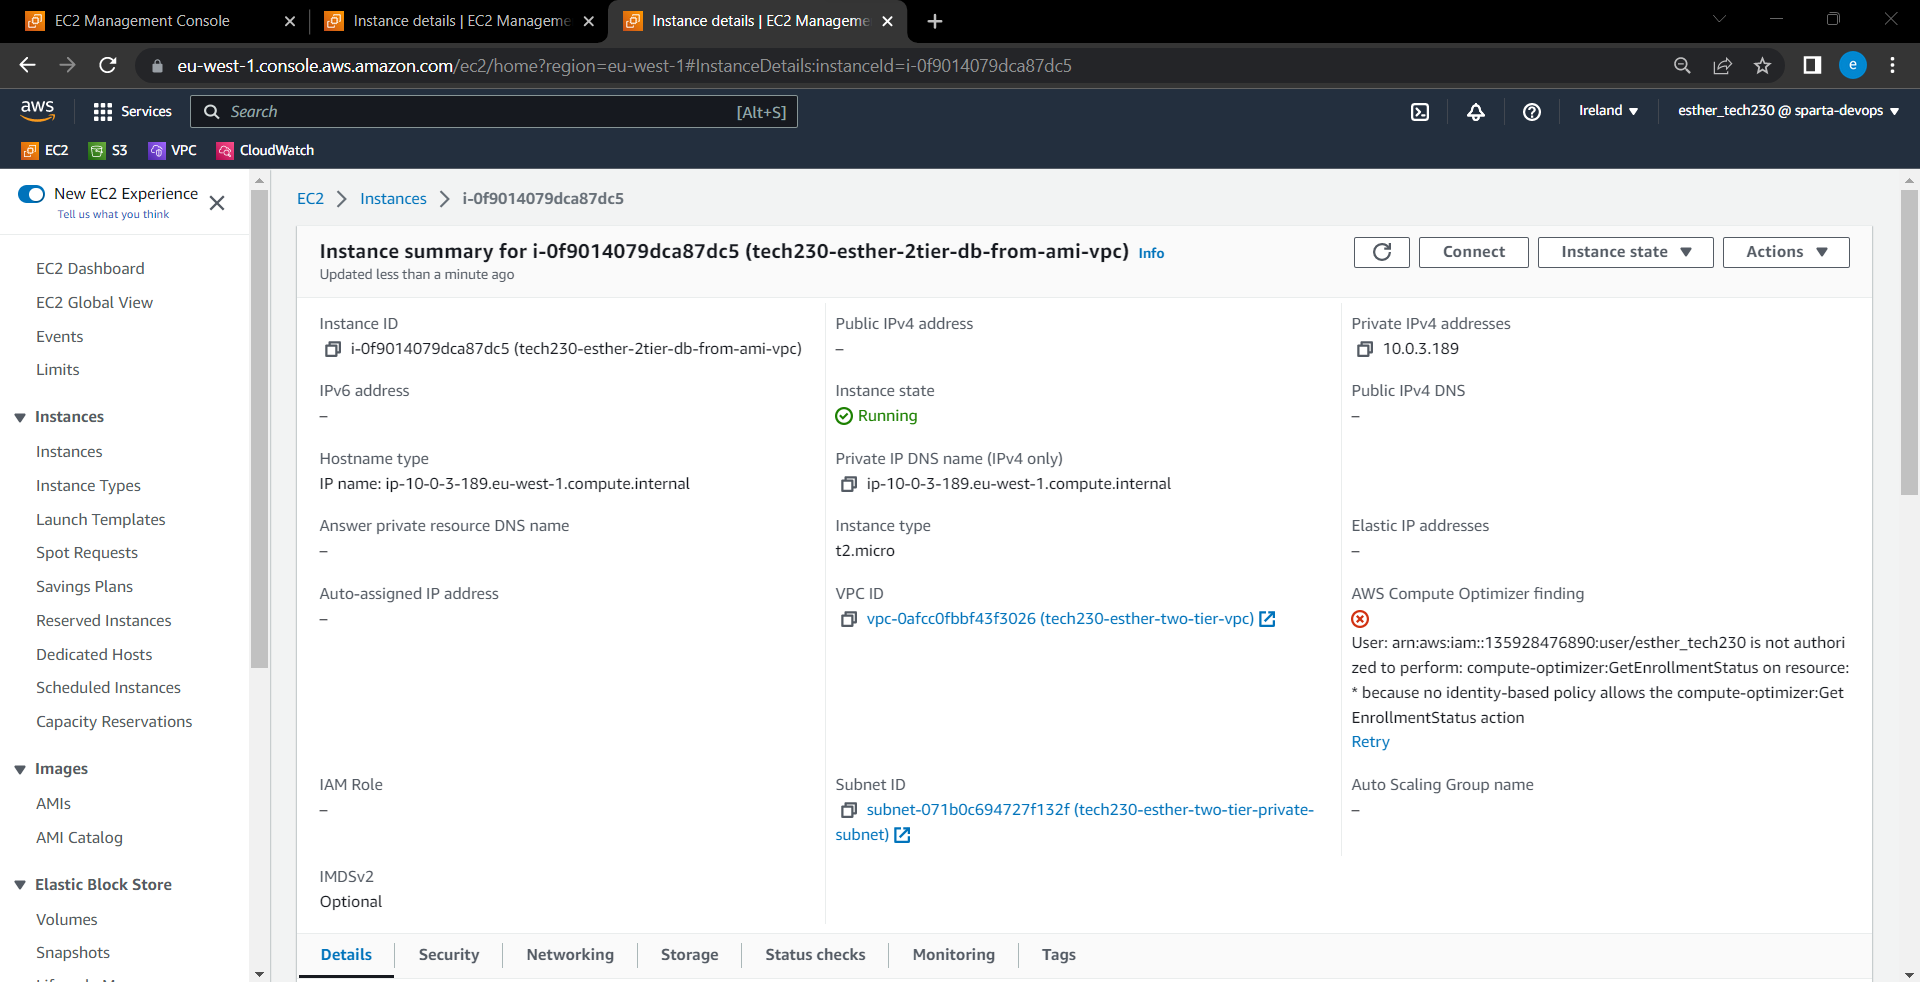 EC2 Management Console
Instance details | EC2 Manageme
Instance details | EC2 Manageme
eu-west-1.console.aws.amazon.com/ec2/home?region=eu-west-1#InstanceDetails:instanceId=i-0f9014079dca87dc5
e
aws
Services
Search
[Alt+S]
Ireland
esther_tech230 @ sparta-devops
EC2
S3
VPC
CloudWatch
New EC2 Experience
Tell us what you think
EC2 Dashboard
EC2 Global View
Events
Limits
Instances
Instances
Instance Types
Launch Templates
Spot Requests
Savings Plans
Reserved Instances
Dedicated Hosts
Scheduled Instances
Capacity Reservations
Images
AMIs
AMI Catalog
Elastic Block Store
Volumes
Snapshots
EC2 > Instances > i-0f9014079dca87dc5
Instance summary for i-0f9014079dca87dc5 (tech230-esther-2tier-db-from-ami-vpc) Info
Updated less than a minute ago
Connect
Instance state
Actions
Instance ID
i-0f9014079dca87dc5 (tech230-esther-2tier-db-from-ami-vpc)
Public IPv4 address
–
Private IPv4 addresses
10.0.3.189
IPv6 address
–
Instance state
Running
Public IPv4 DNS
–
Hostname type
IP name: ip-10-0-3-189.eu-west-1.compute.internal
Private IP DNS name (IPv4 only)
ip-10-0-3-189.eu-west-1.compute.internal
Answer private resource DNS name
–
Instance type
t2.micro
Elastic IP addresses
–
Auto-assigned IP address
–
VPC ID
vpc-0afcc0fbbf43f3026 (tech230-esther-two-tier-vpc)
AWS Compute Optimizer finding
User: arn:aws:iam::135928476890:user/esther_tech230 is not authori
zed to perform: compute-optimizer:GetEnrollmentStatus on resource:
* because no identity-based policy allows the compute-optimizer:Get
EnrollmentStatus action
Retry
IAM Role
–
Subnet ID
subnet-071b0c694727f132f (tech230-esther-two-tier-private-
subnet)
Auto Scaling Group name
–
IMDSv2
Optional
Details
Security
Networking
Storage
Status checks
Monitoring
Tags